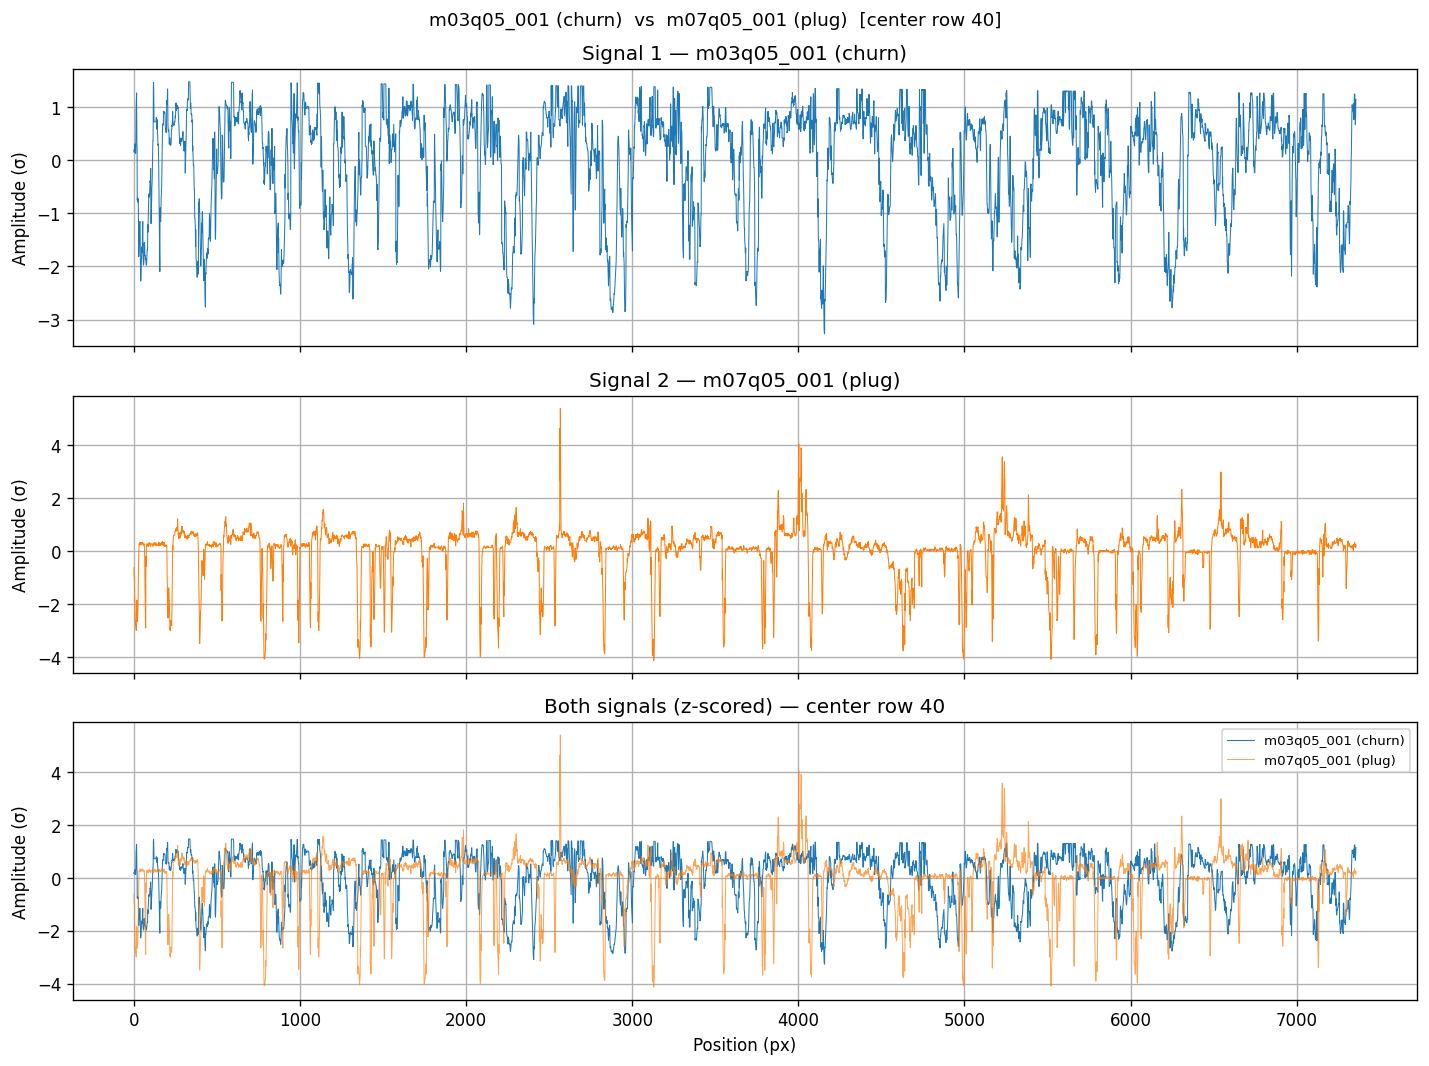 m03q05_001 (churn)  vs  m07q05_001 (plug)  [center row 40]
Signal 1 — m03q05_001 (churn)
Amplitude (σ)
1
0
−1
−2
−3
Signal 2 — m07q05_001 (plug)
Amplitude (σ)
4
2
0
−2
−4
Both signals (z-scored) — center row 40
m03q05_001 (churn)
m07q05_001 (plug)
Amplitude (σ)
4
2
0
−2
−4
0 1000 2000 3000 4000 5000 6000 7000
Position (px)